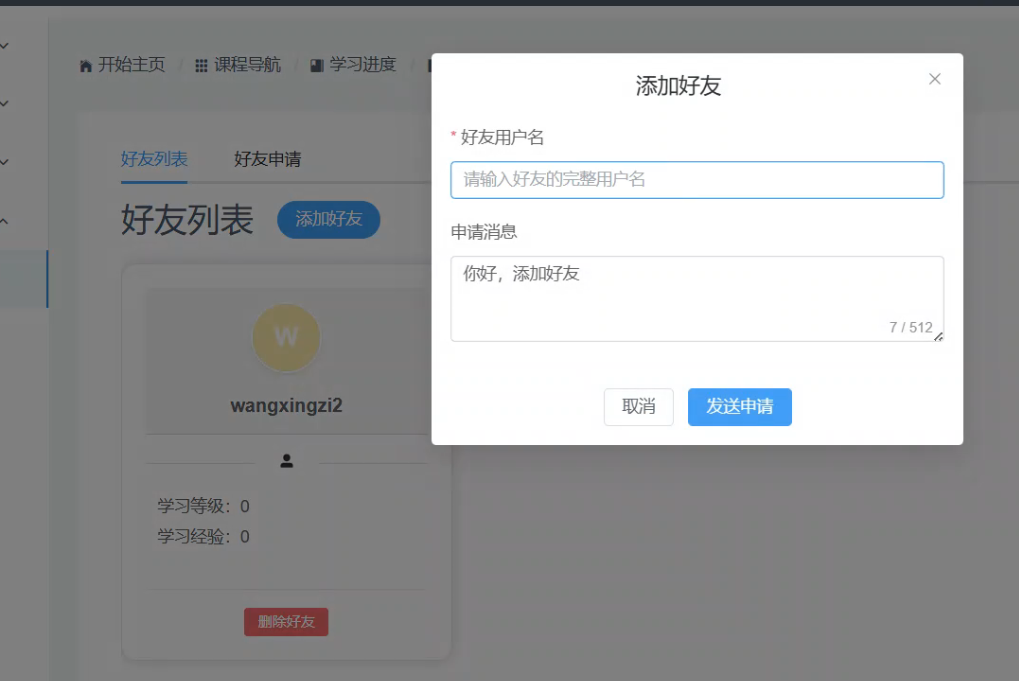 开始主页 / 课程导航 / 学习进度 /
好友列表 好友申请
好友列表 添加好友
W
wangxingzi2
学习等级：0
学习经验：0
删除好友
添加好友
* 好友用户名
请输入好友的完整用户名
申请消息
你好，添加好友
7 / 512
取消 发送申请